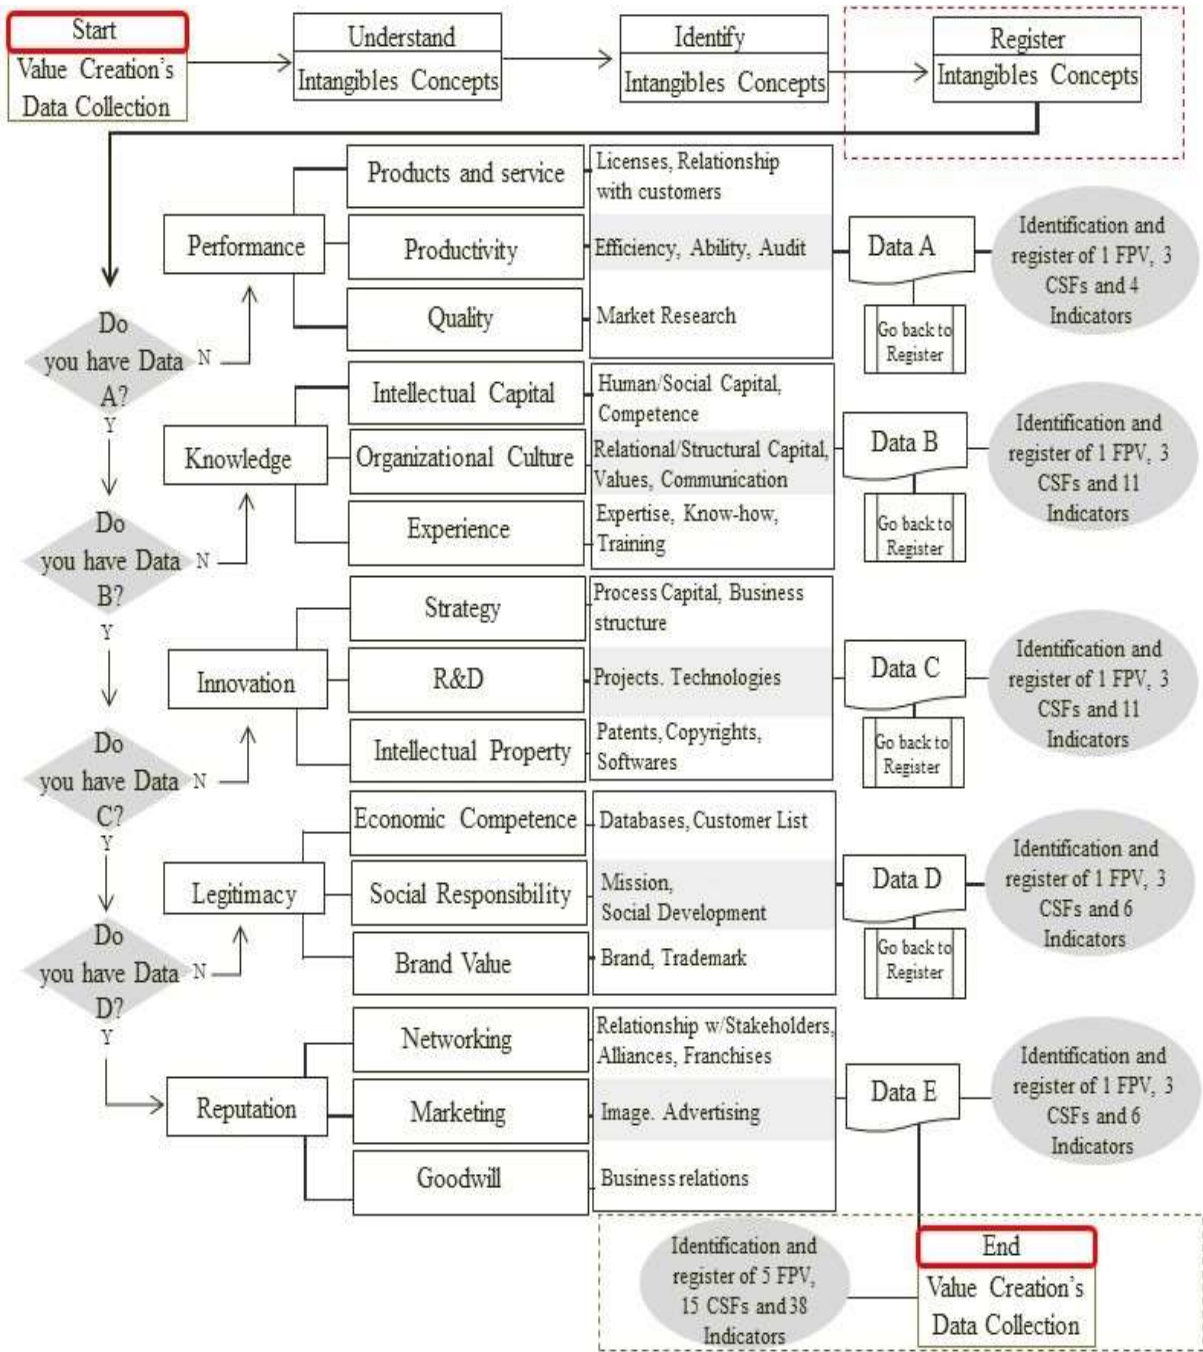 Start
Value Creation's
Data Collection
Understand
Intangibles Concepts
Identify
Intangibles Concepts
Register
Intangibles Concepts
Performance
Products and service
Licenses, Relationship
with customers
Productivity
Efficiency, Ability, Audit
Quality
Market Research
Data A
Go back to
Register
Identification and
register of 1 FPV, 3
CSFs and 4
Indicators
Do
you have Data
A?
N
Y
Knowledge
Intellectual Capital
Human/Social Capital,
Competence
Organizational Culture
Relational/Structural Capital,
Values, Communication
Experience
Expertise, Know-how,
Training
Data B
Go back to
Register
Identification and
register of 1 FPV, 3
CSFs and 11
Indicators
Do
you have Data
B?
N
Y
Innovation
Strategy
Process Capital, Business
structure
R&D
Projects. Technologies
Intellectual Property
Patents, Copyrights,
Softwares
Data C
Go back to
Register
Identification and
register of 1 FPV, 3
CSFs and 11
Indicators
Do
you have Data
C?
N
Y
Legitimacy
Economic Competence
Databases, Customer List
Social Responsibility
Mission,
Social Development
Brand Value
Brand, Trademark
Data D
Go back to
Register
Identification and
register of 1 FPV, 3
CSFs and 6
Indicators
Do
you have Data
D?
N
Y
Reputation
Networking
Relationship w/Stakeholders,
Alliances, Franchises
Marketing
Image. Advertising
Goodwill
Business relations
Data E
Identification and
register of 1 FPV, 3
CSFs and 6
Indicators
Identification and
register of 5 FPV,
15 CSFs and 38
Indicators
End
Value Creation's
Data Collection